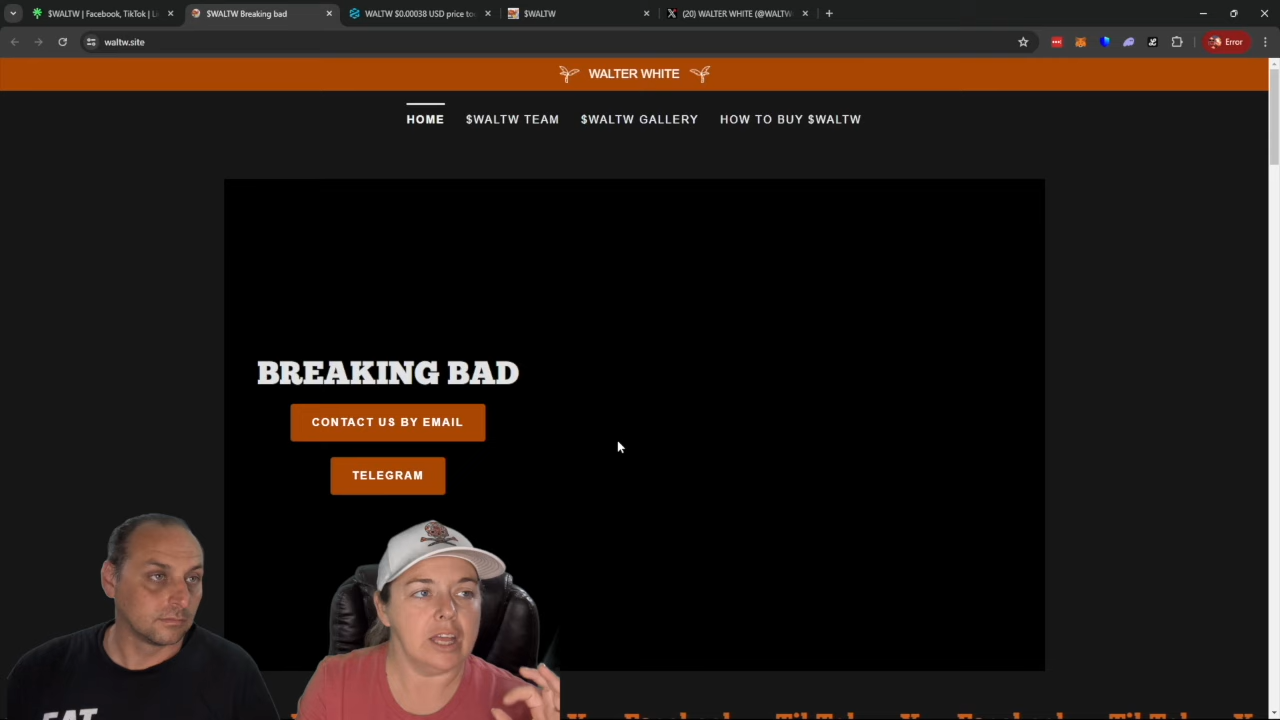 $WALTW | Facebook, TikTok | Li
$WALTW Breaking bad
WALTW $0.00038 USD price to
$WALTW
(20) WALTER WHITE (@WALTW
waltw.site
Error
WALTER WHITE
HOME
$WALTW TEAM
$WALTW GALLERY
HOW TO BUY $WALTW
BREAKING BAD
CONTACT US BY EMAIL
TELEGRAM
EAT